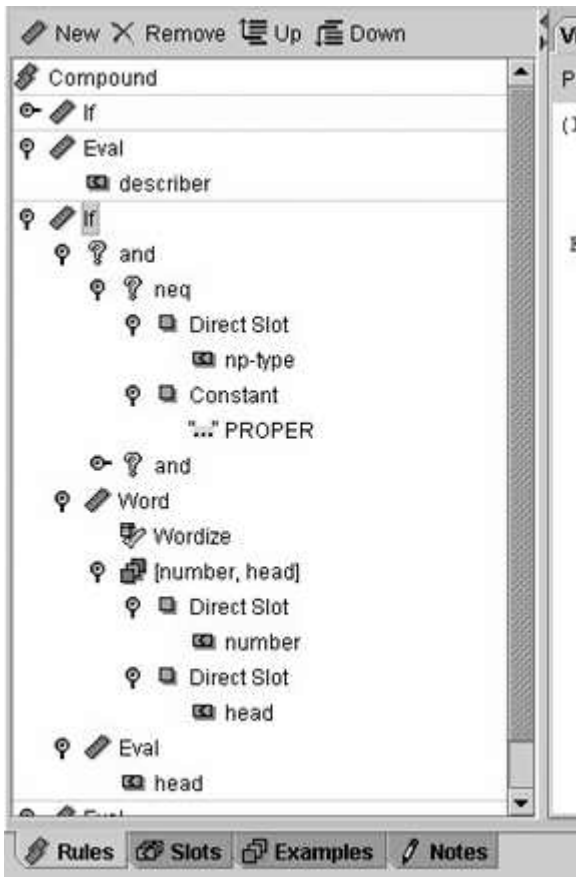 New Remove Up Down
Compound
If
Eval
describer
If
and
neq
Direct Slot
np-type
Constant
"..." PROPER
and
Word
Wordize
[number, head]
Direct Slot
number
Direct Slot
head
Eval
head
Rules Slots Examples Notes